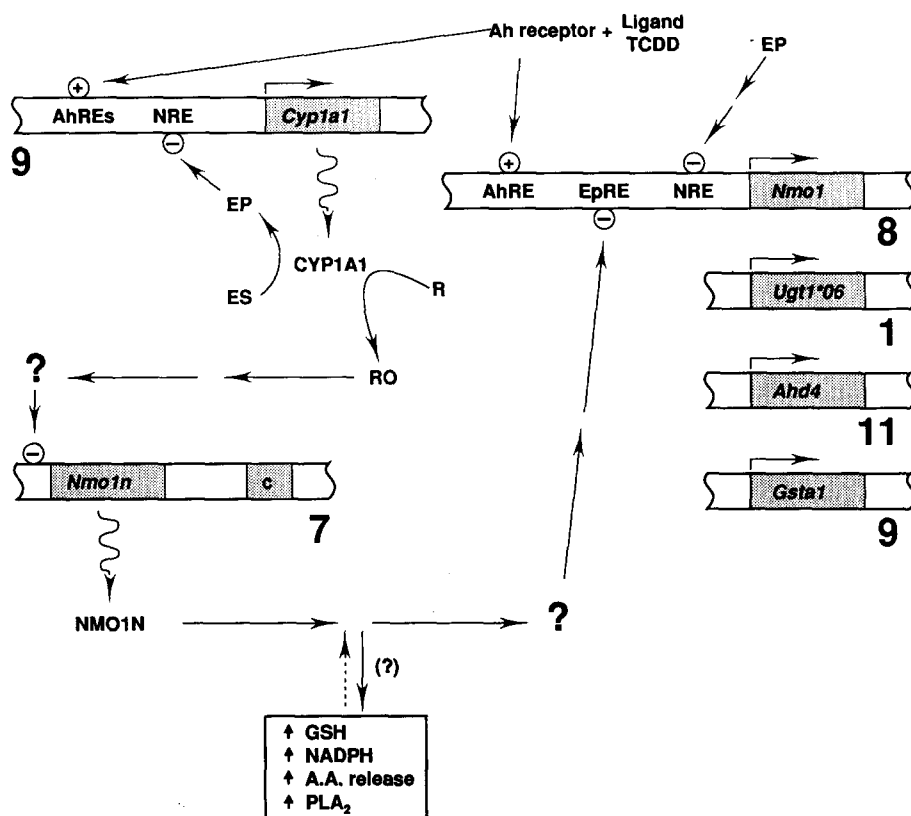 Ah receptor + Ligand
TCDD
EP
+
AhREs NRE Cyp1a1
−
9
EP
ES
CYP1A1
R
RO
+ −
AhRE EpRE NRE Nmo1
−
8
Ugt1*06
1
Ahd4
11
Gsta1
9
?
−
Nmo1n c
7
NMO1N
?
(?)
GSH
NADPH
A.A. release
PLA₂